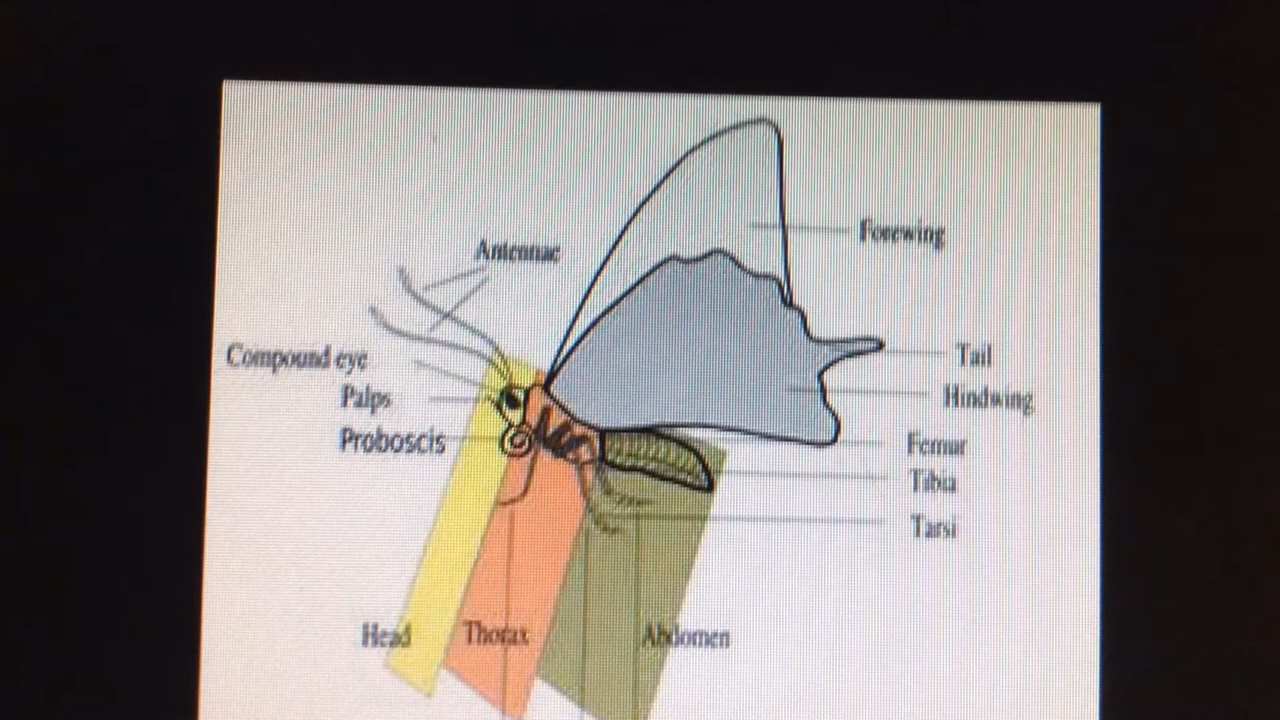 Antennae
Forewing
Compound eye
Tail
Palps
Hindwing
Proboscis
Femur
Tibia
Tarsi
Head
Thorax
Abdomen